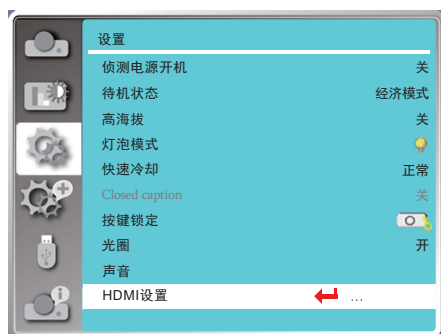 设置
侦测电源开机 关
待机状态 经济模式
高海拔 关
灯泡模式
快速冷却 正常
Closed caption 关
按键锁定
光圈 开
声音
HDMI设置 ...